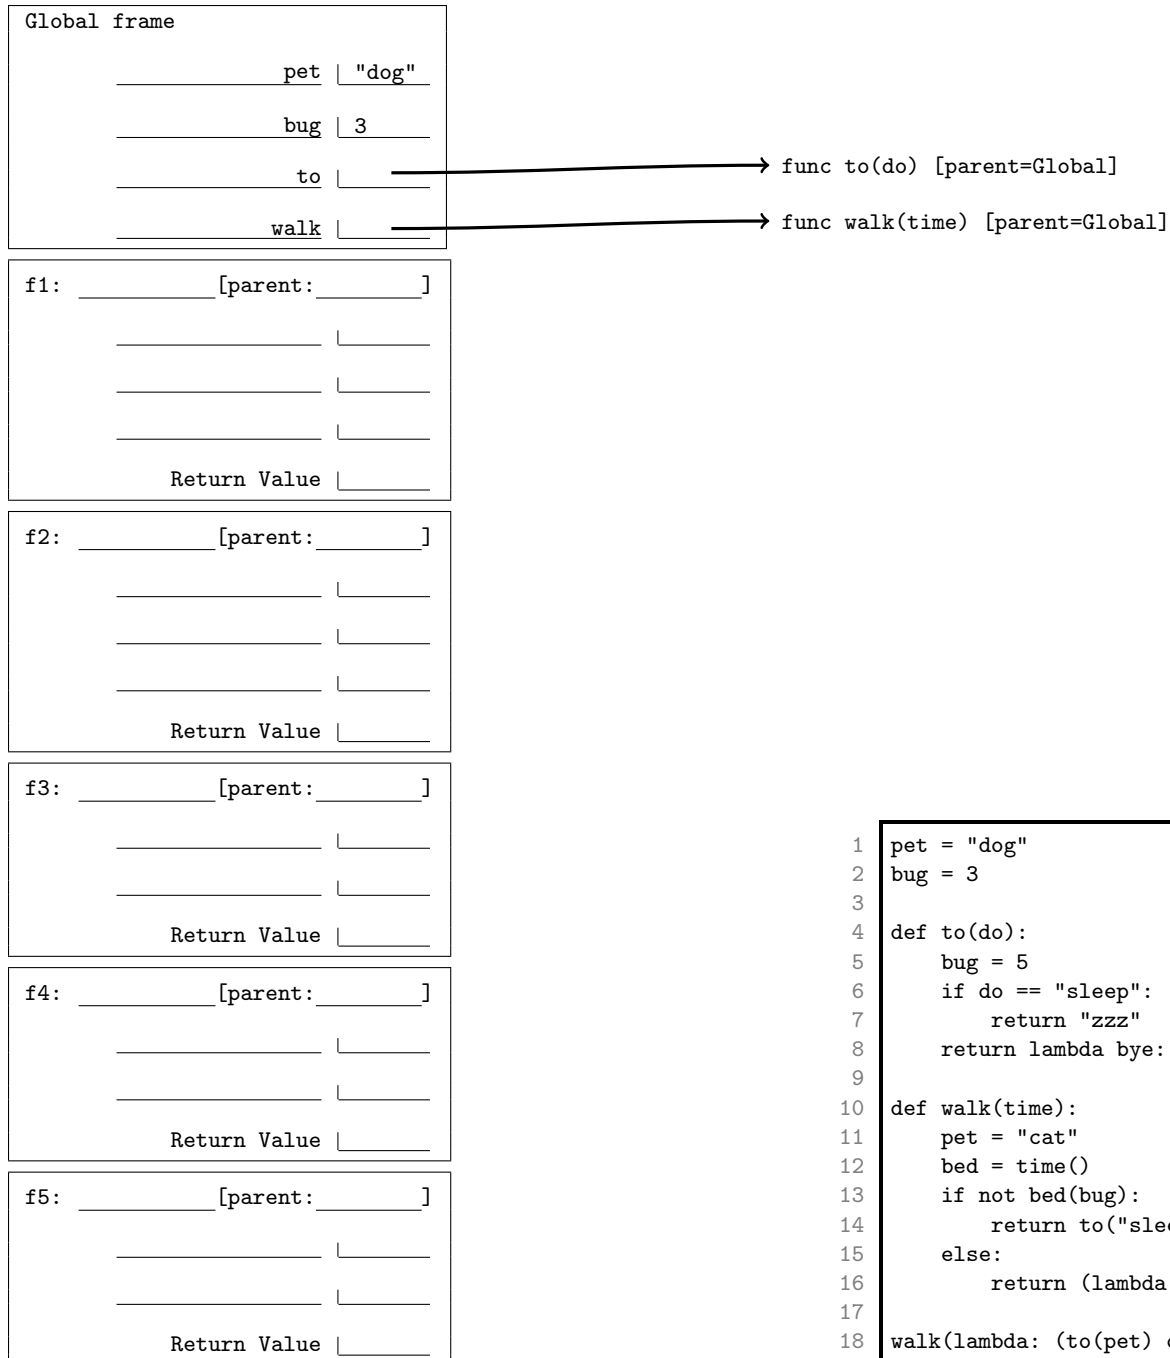 Global frame
pet "dog"
bug 3
to
func to(do) [parent=Global]
walk
func walk(time) [parent=Global]
f1: [parent: ]
Return Value
f2: [parent: ]
Return Value
f3: [parent: ]
Return Value
f4: [parent: ]
Return Value
f5: [parent: ]
Return Value
1 pet = "dog"
2 bug = 3
3
4 def to(do):
5 bug = 5
6 if do == "sleep":
7 return "zzz"
8 return lambda bye:
9
10 def walk(time):
11 pet = "cat"
12 bed = time()
13 if not bed(bug):
14 return to("slee
15 else:
16 return (lambda
17
18 walk(lambda: (to(pet)